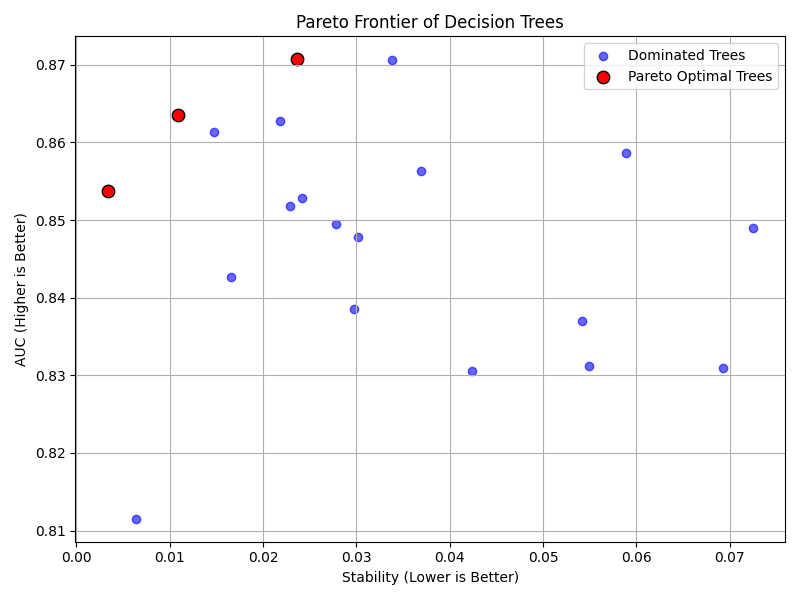 Pareto Frontier of Decision Trees
Dominated Trees
Pareto Optimal Trees
AUC (Higher is Better)
0.87
0.86
0.85
0.84
0.83
0.82
0.81
0.00 0.01 0.02 0.03 0.04 0.05 0.06 0.07
Stability (Lower is Better)